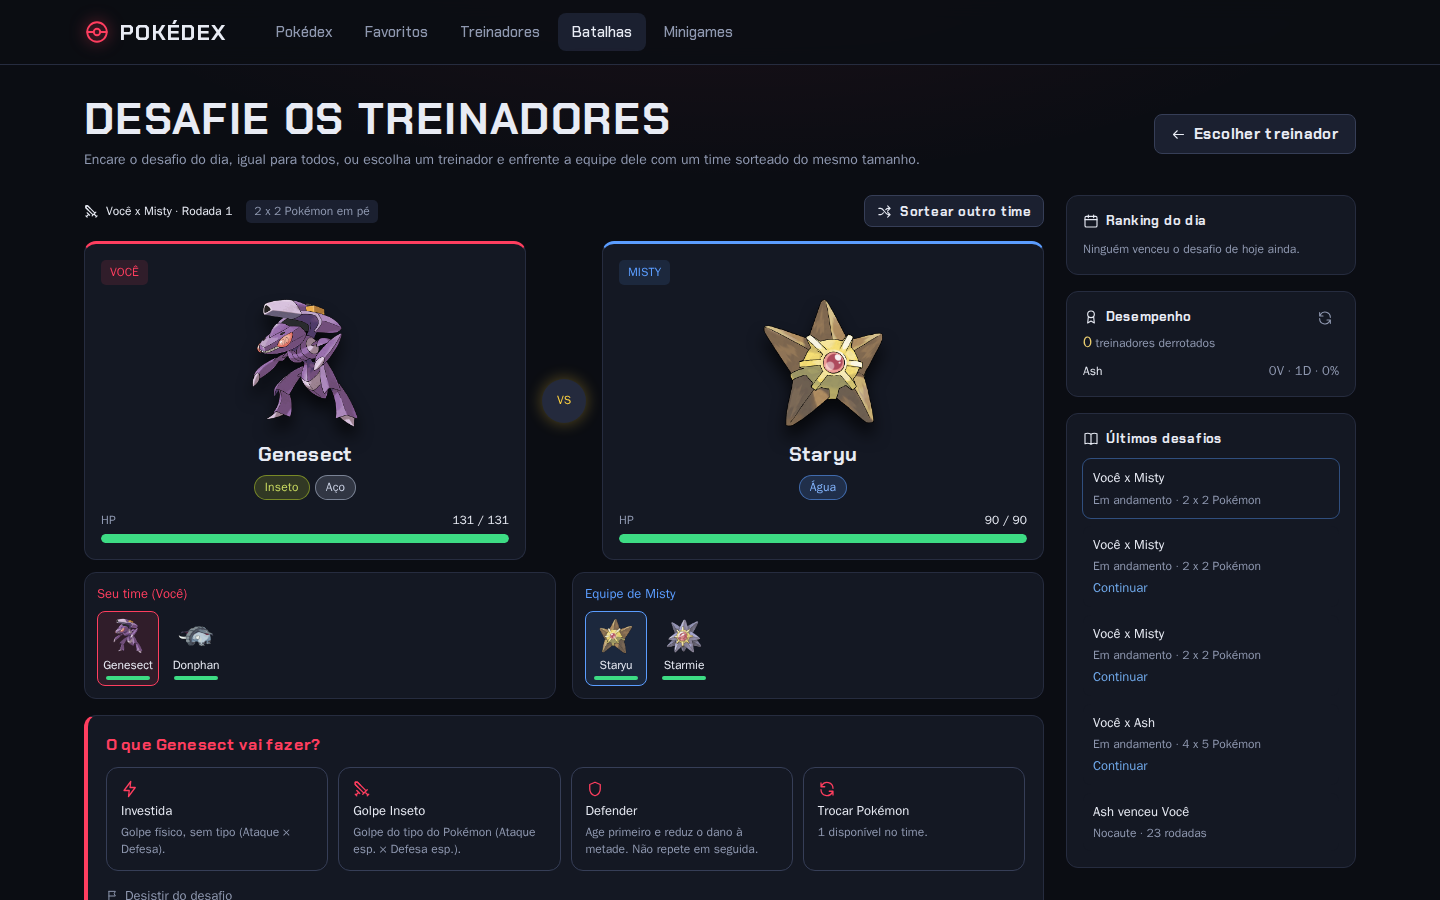 POKÉDEX
Pokédex
Favoritos
Treinadores
Batalhas
Minigames
DESAFIE OS TREINADORES
Encare o desafio do dia, igual para todos, ou escolha um treinador e enfrente a equipe dele com um time sorteado do mesmo tamanho.
← Escolher treinador
Você x Misty · Rodada 1
2 x 2 Pokémon em pé
Sortear outro time
VOCÊ
Genesect
Inseto
Aço
HP
131 / 131
VS
MISTY
Staryu
Água
HP
90 / 90
Seu time (Você)
Genesect
Donphan
Equipe de Misty
Staryu
Starmie
O que Genesect vai fazer?
Investida
Golpe físico, sem tipo (Ataque ×
Defesa).
Golpe Inseto
Golpe do tipo do Pokémon (Ataque
esp. × Defesa esp.).
Defender
Age primeiro e reduz o dano à
metade. Não repete em seguida.
Trocar Pokémon
1 disponível no time.
Desistir do desafio
Ranking do dia
Ninguém venceu o desafio de hoje ainda.
Desempenho
0 treinadores derrotados
Ash
0V · 1D · 0%
Últimos desafios
Você x Misty
Em andamento · 2 x 2 Pokémon
Você x Misty
Em andamento · 2 x 2 Pokémon
Continuar
Você x Misty
Em andamento · 2 x 2 Pokémon
Continuar
Você x Ash
Em andamento · 4 x 5 Pokémon
Continuar
Ash venceu Você
Nocaute · 23 rodadas